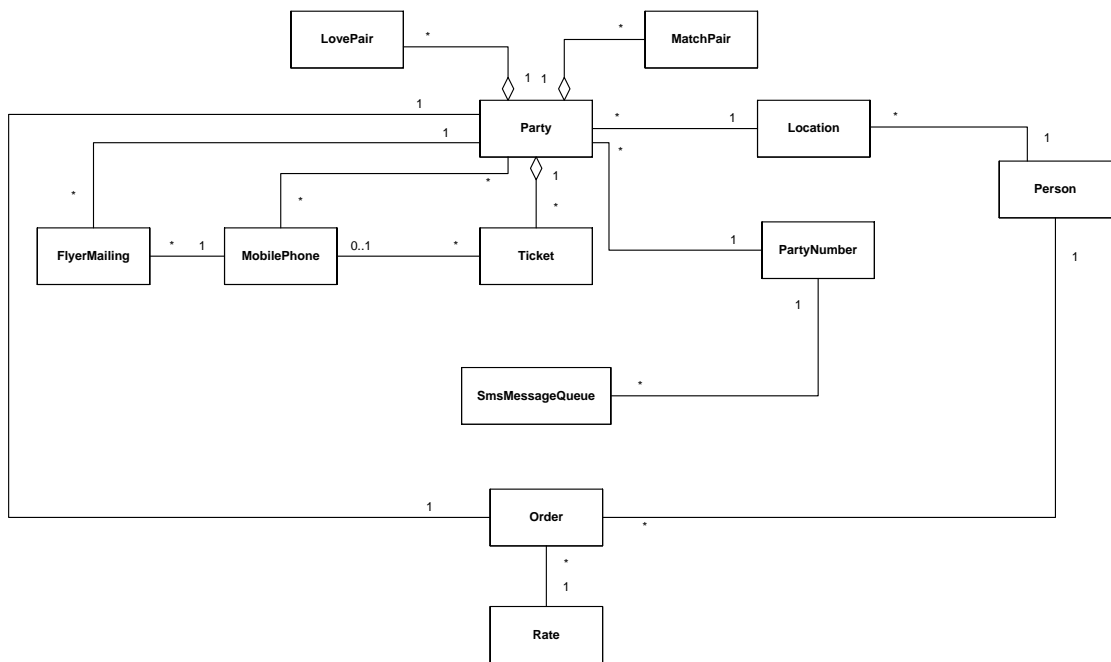 LovePair
*
*
MatchPair
1
1
1
Party
*
1
Location
*
1
*
1
1
*
*
*
*
Person
FlyerMailing
*
1
MobilePhone
0..1
*
Ticket
1
PartyNumber
1
1
SmsMessageQueue
*
1
Order
*
*
1
Rate